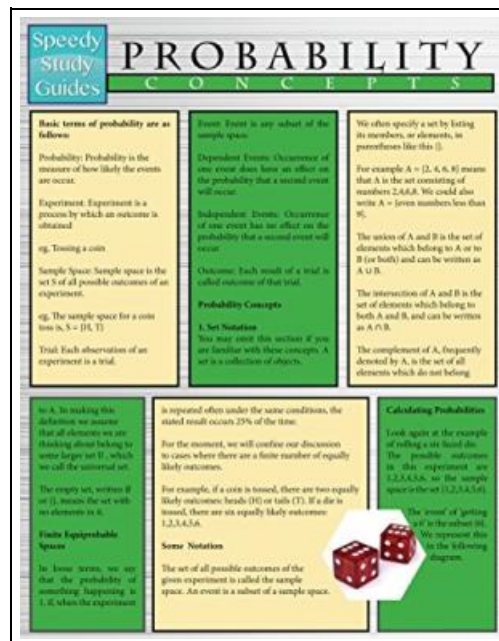 Speedy
Study
Guides
PROBABILITY
CONCEPTS
Basic terms of probability are as
follows:
Probability: Probability is the
measure of how likely the events
are occur.
Experiment: Experiment is a
process by which an outcome is
obtained
eg. Tossing a coin
Sample Space: Sample space is the
set S of all possible outcomes of an
experiment.
eg. The sample space for a coin
toss is, S = {H, T}
Trial: Each observation of an
experiment is a trial.
Event: Event is any subset of the
sample space.
Dependent Events: Occurrence
of one event does have an effect on
the probability that a second event
will occur.
Independent Events: Occurrence
of one event has no effect on the
probability that a second event will
occur.
Outcome: Each result of a trial is
called outcome of that trial.
Probability Concepts
1. Set Notation
You may omit this section if you
are familiar with these concepts. A
set is a collection of objects.
We often specify a set by listing
its members, or elements, in
parentheses like this {}.
For example A = {2, 4, 6, 8} means
that A is the set consisting of
numbers 2,4,6,8. We could also
write A = {even numbers less than
9}.
The union of A and B is the set of
elements which belong to A or to
B (or both) and can be written as
A ∪ B.
The intersection of A and B is the
set of elements which belong to
both A and B, and can be written
as A ∩ B.
The complement of A, frequently
denoted by A, is the set of all
elements which do not belong
to A. In making this
definition we assume
that all elements we are
thinking about belong to
some larger set, which
we call the universal set.
The empty set, written
or {}, means the set with
no elements in it.
Finite Equiprobable
Spaces
In loose terms, we say
that the probability of
something happening is
if, when the experiment
is repeated often under the same conditions, the
stated result occurs 25% of the time.
For the moment, we will confine our discussion
to cases where there are a finite number of equally
likely outcomes.
For example, if a coin is tossed, there are two equally
likely outcomes: heads (H) or tails (T). If a die is
tossed, there are six equally likely outcomes:
1,2,3,4,5,6.
Some Notation
The set of all possible outcomes of the
given experiment is called the sample
space. An event is a subset of a sample space.
Calculating Probabilities
Look again at the example
of rolling a six faced die.
The possible outcomes
in this experiment are
1,2,3,4,5,6, so the sample
space is the set {1,2,3,4,5,6}.
The 'event' of 'getting
a 6' is the subset {6}.
We represent this
in the following
diagram.